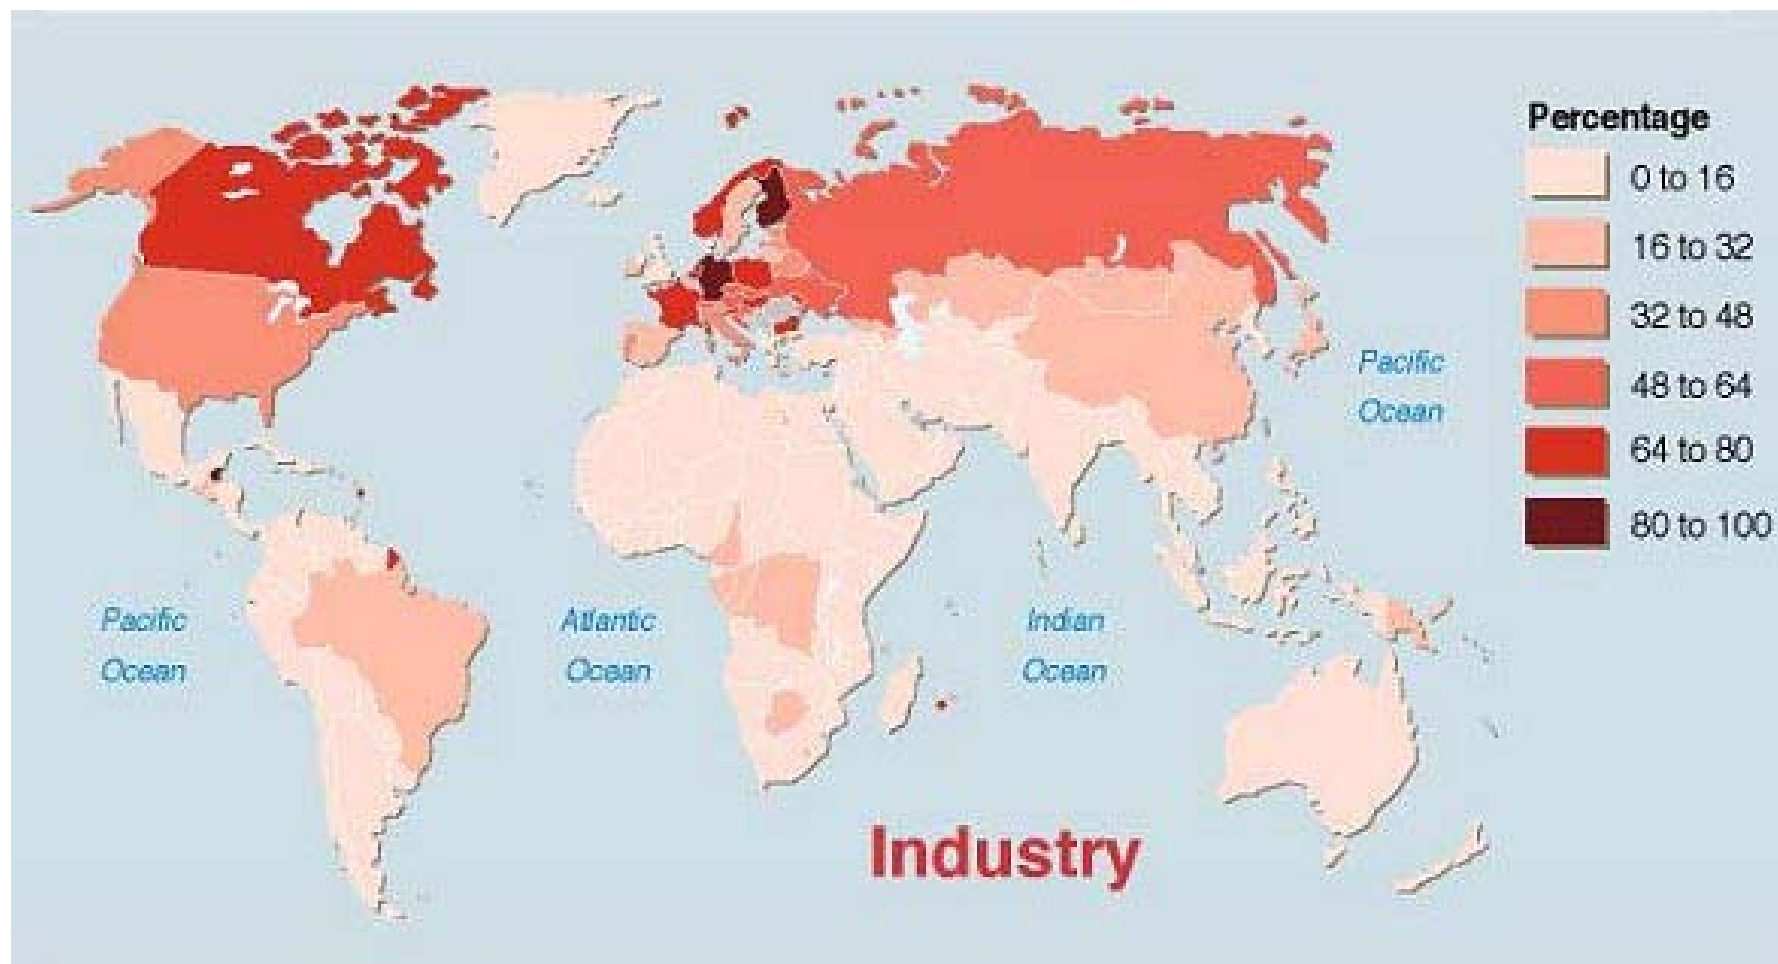 Percentage
0 to 16
16 to 32
32 to 48
48 to 64
64 to 80
80 to 100
Pacific
Ocean
Pacific
Ocean
Atlantic
Ocean
Indian
Ocean
Industry